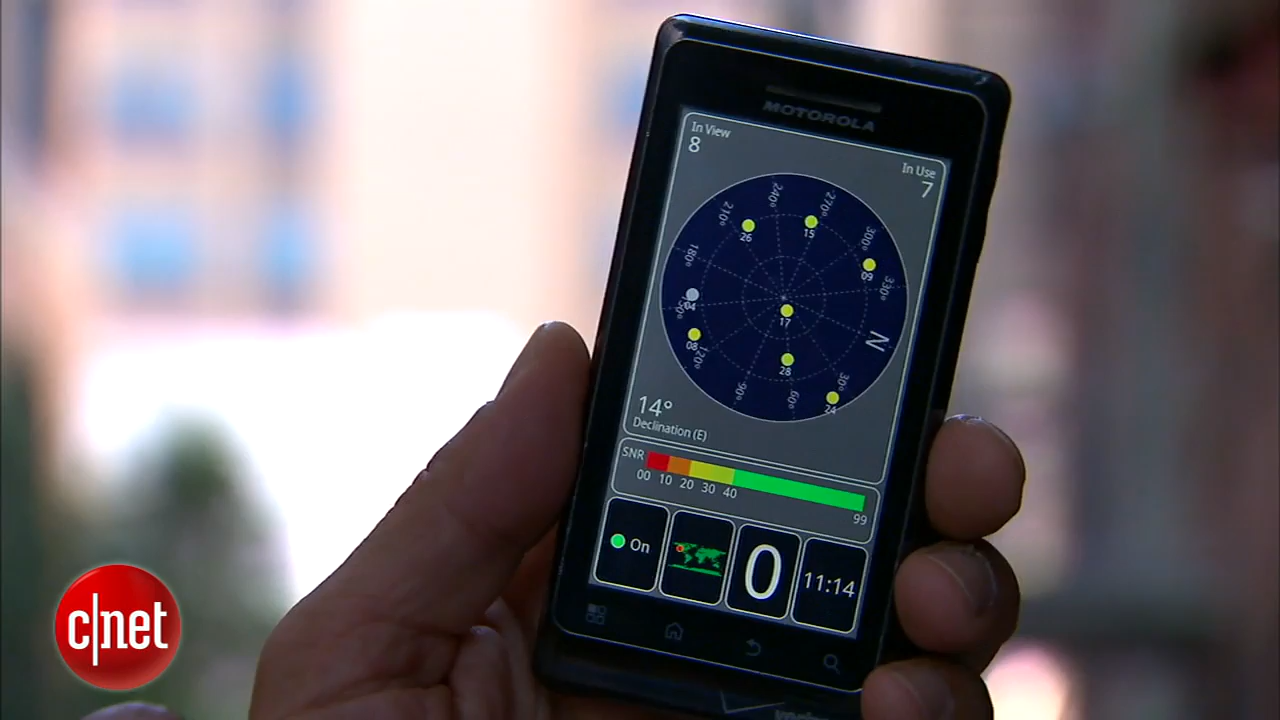 MOTOROLA
In View
8
In Use
7
240°
270°
210°
300°
26
15
180°
09
330°
04
150°
17
N
08
120°
28
30°
90°
60°
24
14°
Declination (E)
SNR
00 10 20 30 40
99
On
0
11:14
verizon
c|net